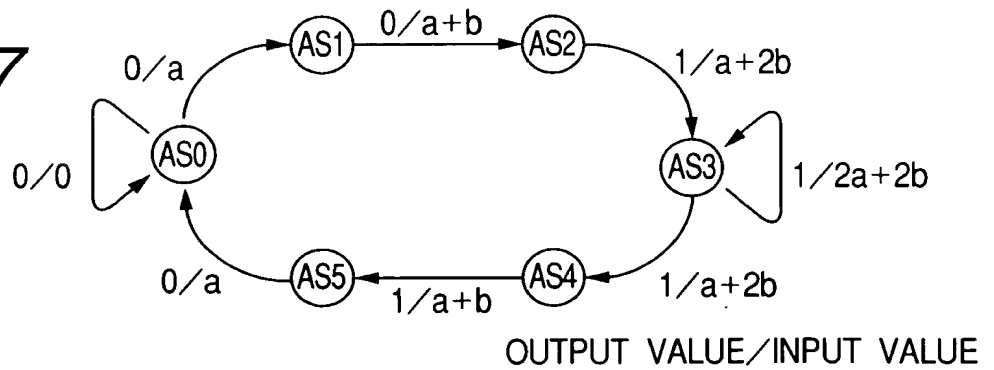 7
AS1 0/a+b AS2
0/a 1/a+2b
AS0 AS3
0/0 1/2a+2b
0/a AS5 1/a+b AS4 1/a+2b
OUTPUT VALUE/INPUT VALUE